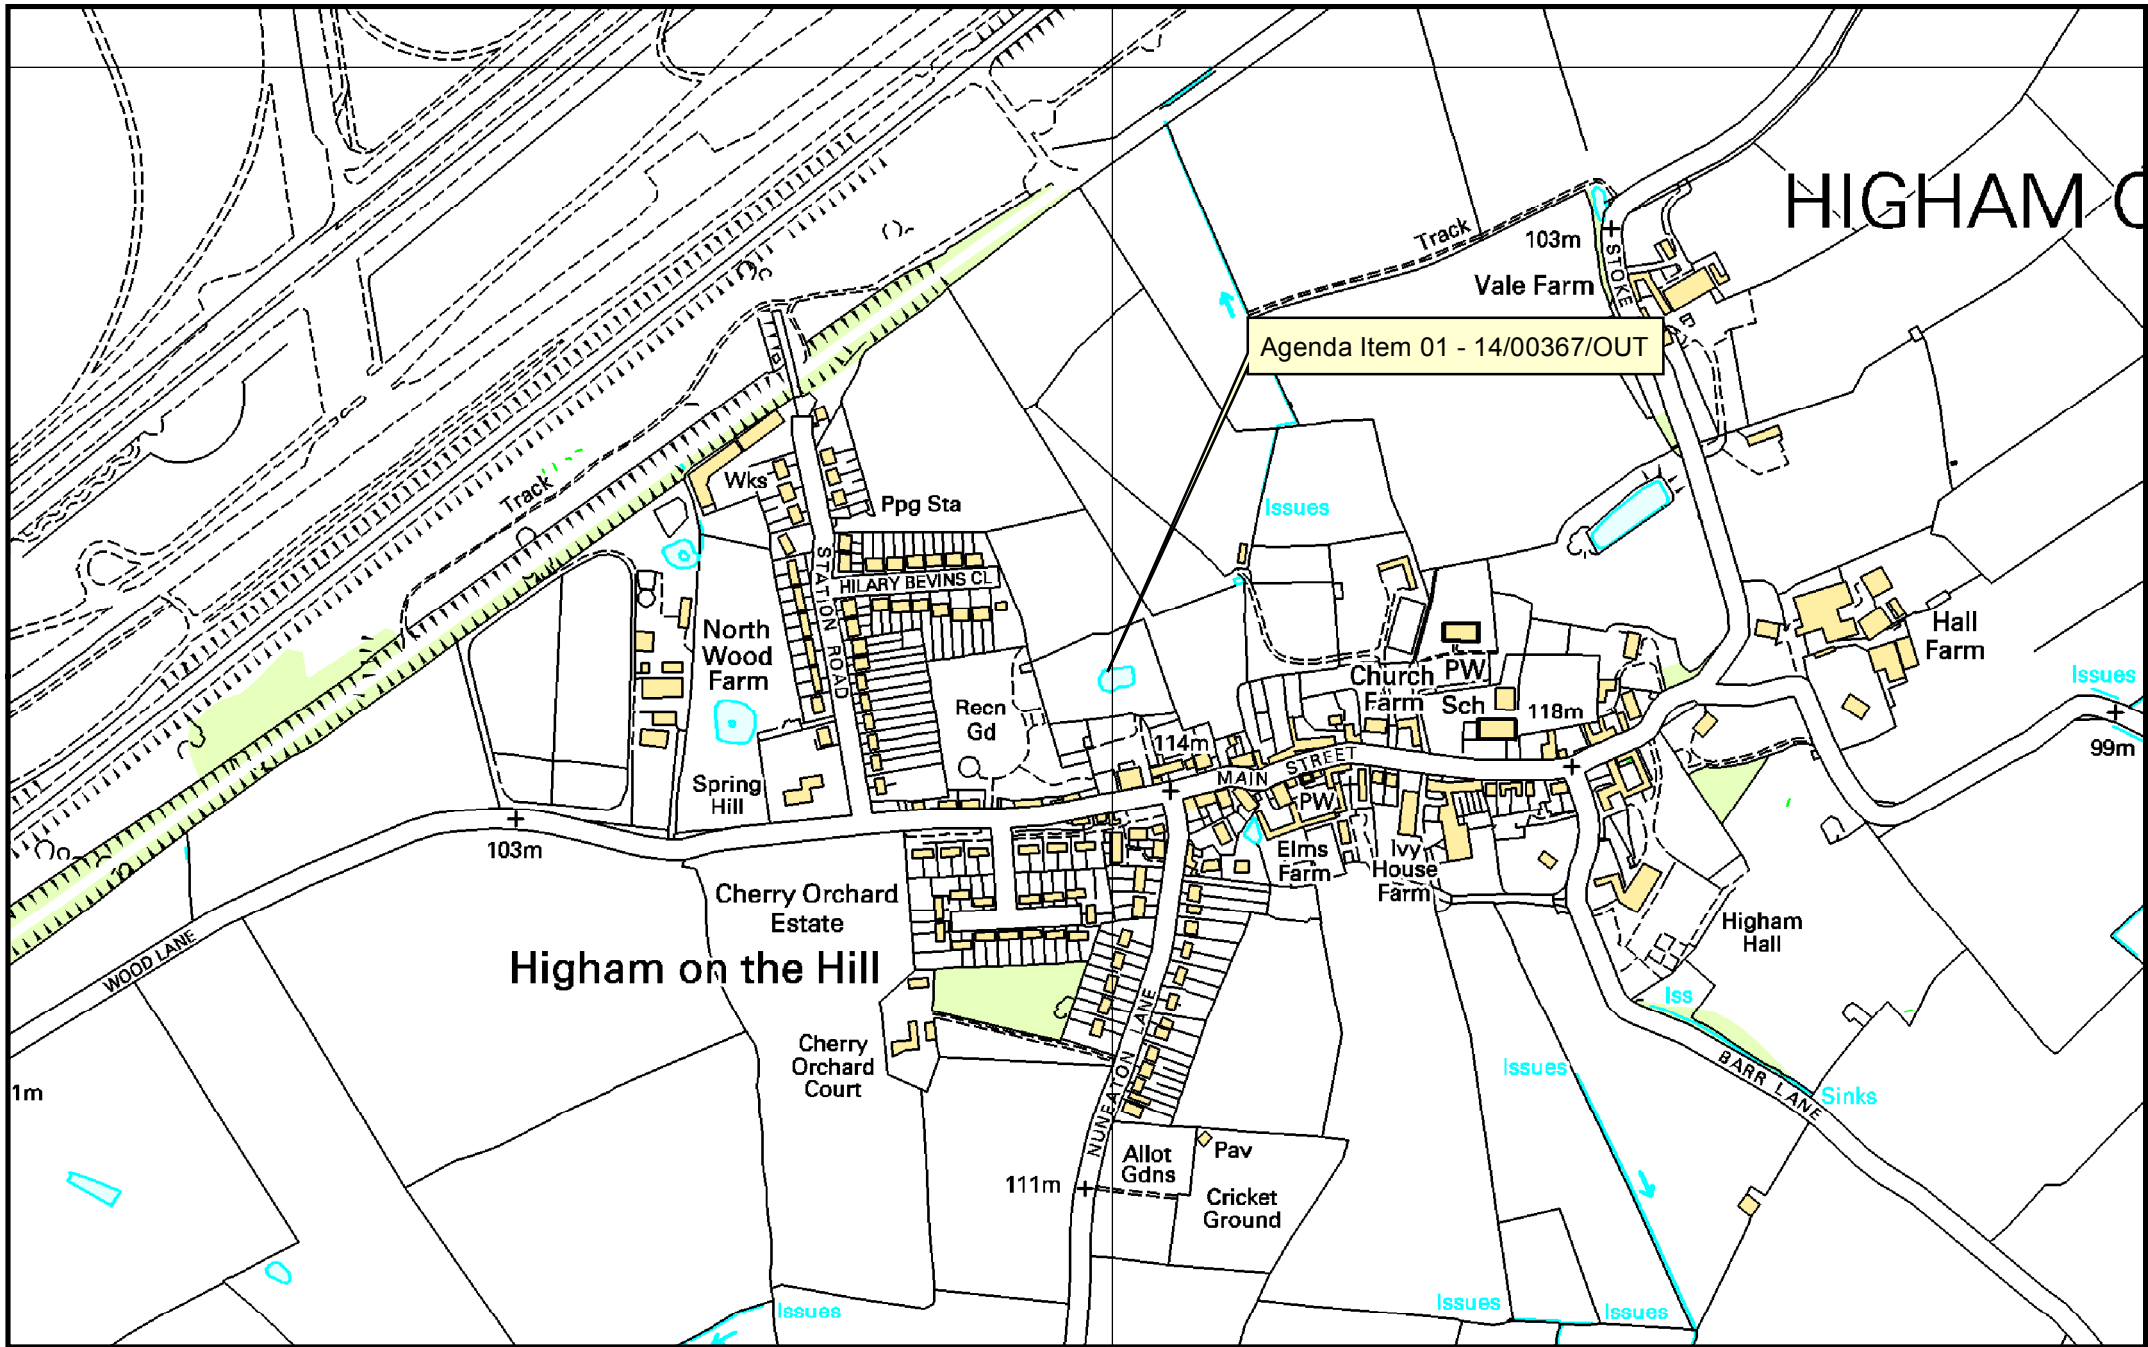 HIGHAM O
Track
103m
STOKE
Vale Farm
Agenda Item 01 - 14/00367/OUT
Wks
Track
Ppg Sta
Issues
STATION ROAD
HILARY BEVINS CL
North
Wood
Farm
Hall
Farm
Church
Farm
PW
Sch
118m
Issues
99m
Recn
Gd
114m
MAIN STREET
Spring
Hill
PW
103m
Elms
Farm
Ivy
House
Farm
Cherry Orchard
Estate
Higham
Hall
WOOD LANE
Higham on the Hill
NUNEATON LANE
Iss
Cherry
Orchard
Court
Issues
BARR LANE
Sinks
1m
Allot
Gdns
Pav
111m
Cricket
Ground
Issues
Issues
Issues